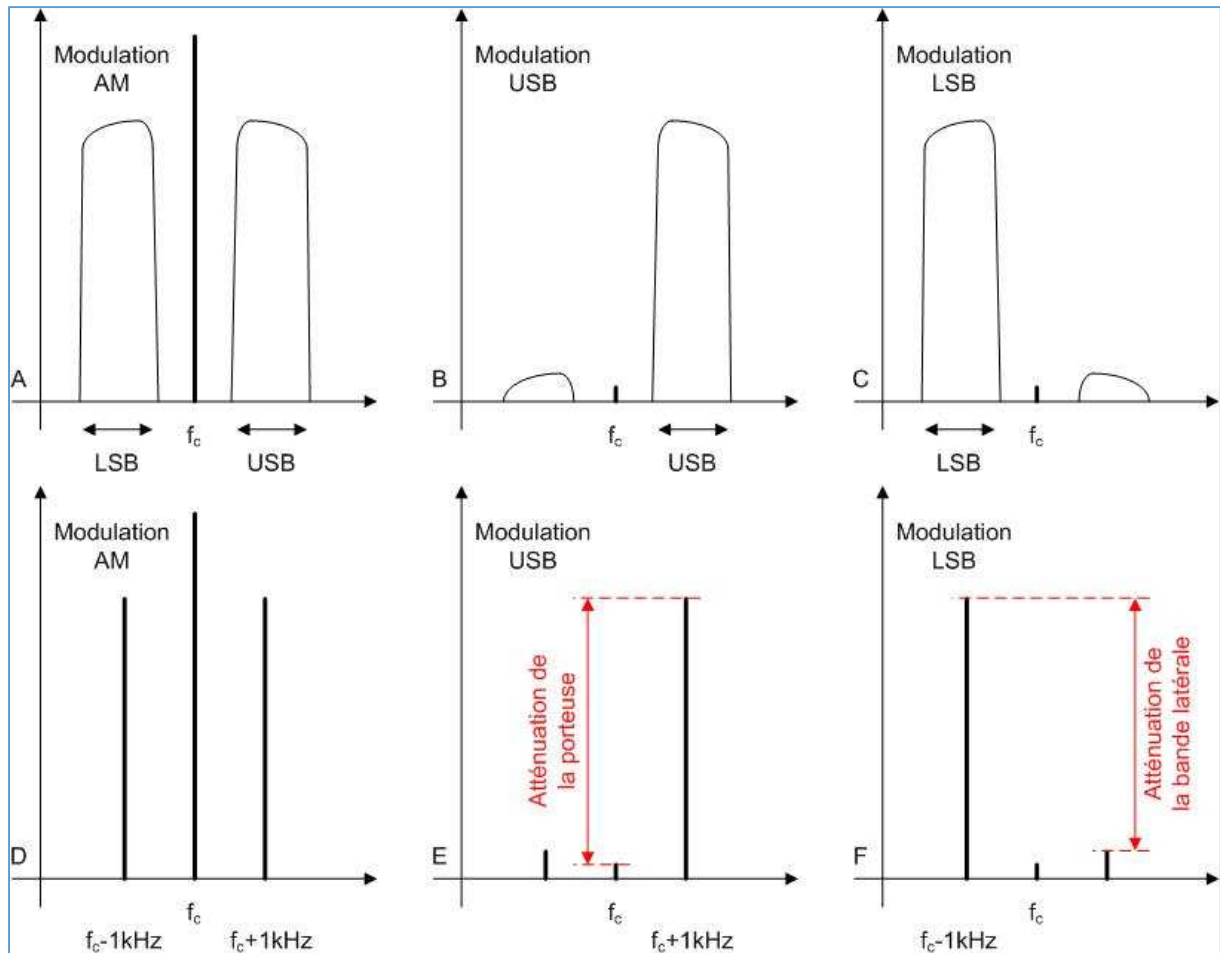 Modulation
AM
A
f_c
LSB
USB
Modulation
USB
B
f_c
USB
Modulation
LSB
C
f_c
LSB
Modulation
AM
D
f_c
f_c-1kHz
f_c+1kHz
Modulation
USB
Atténuation de
la porteuse
E
f_c
f_c+1kHz
Modulation
LSB
Atténuation de
la bande latérale
F
f_c
f_c-1kHz